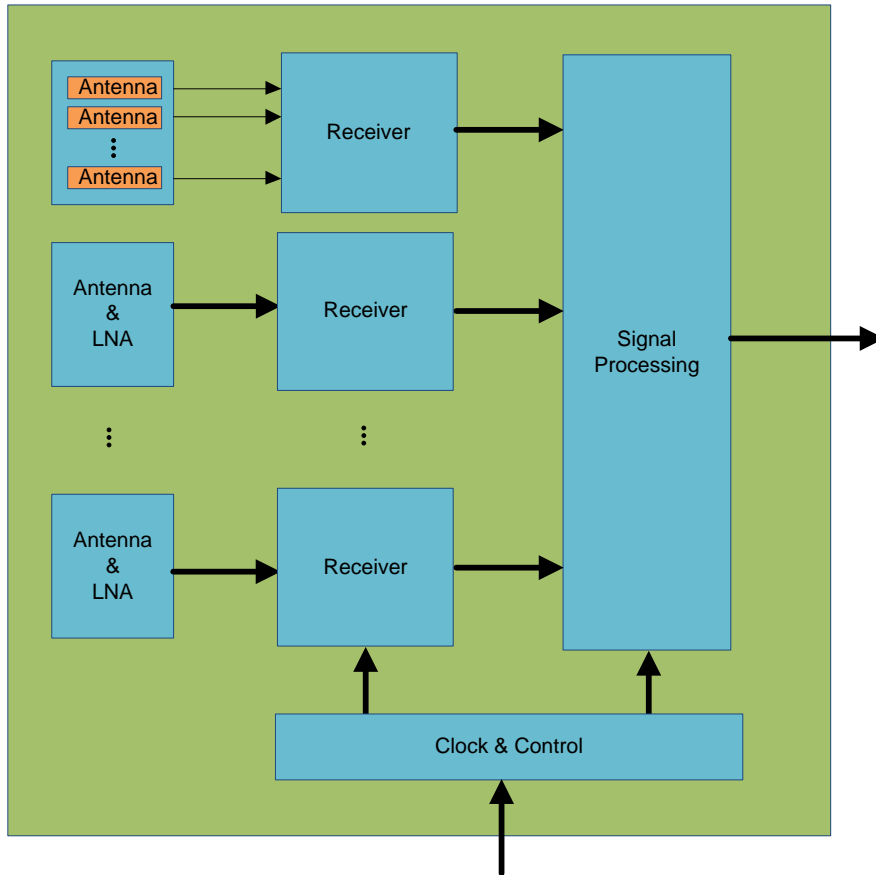 Antenna
Antenna
Antenna
Receiver
Antenna
&
LNA
Receiver
Signal
Processing
Antenna
&
LNA
Receiver
Clock & Control